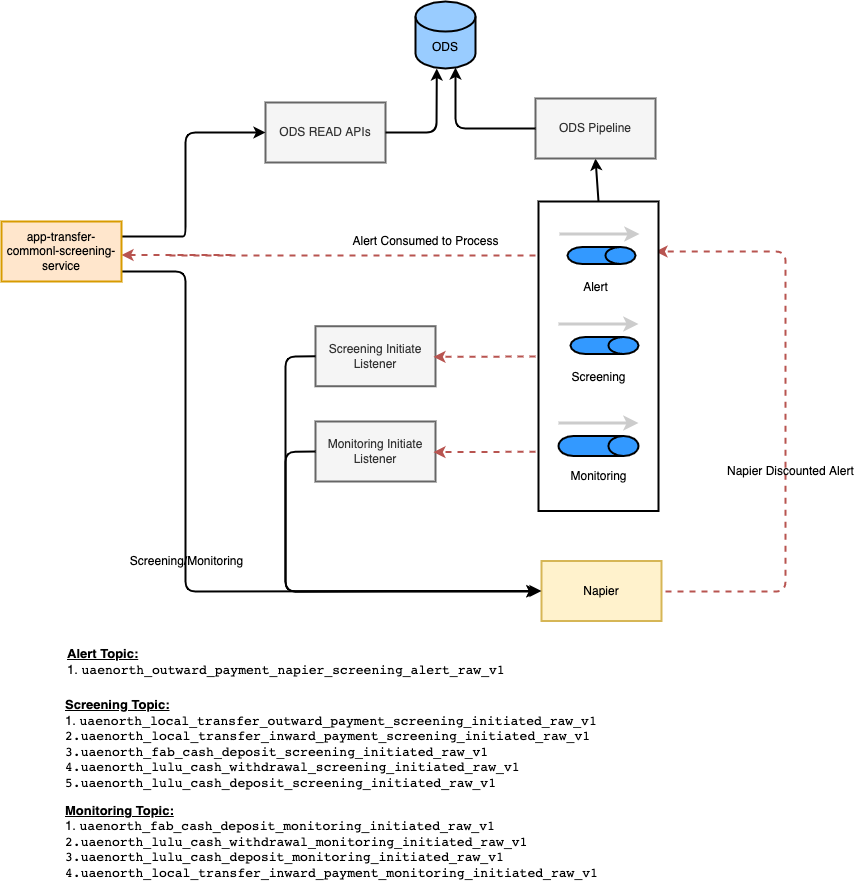 ODS
ODS READ APIs
ODS Pipeline
app-transfer-
commonl-screening-
service
Alert Consumed to Process
Alert
Screening Initiate
Listener
Screening
Monitoring Initiate
Listener
Monitoring
Napier Discounted Alert
Screening/Monitoring
Napier
Alert Topic:
1. uaenorth_outward_payment_napier_screening_alert_raw_v1
Screening Topic:
1. uaenorth_local_transfer_outward_payment_screening_initiated_raw_v1
2.uaenorth_local_transfer_inward_payment_screening_initiated_raw_v1
3.uaenorth_fab_cash_deposit_screening_initiated_raw_v1
4.uaenorth_lulu_cash_withdrawal_screening_initiated_raw_v1
5.uaenorth_lulu_cash_deposit_screening_initiated_raw_v1
Monitoring Topic:
1. uaenorth_fab_cash_deposit_monitoring_initiated_raw_v1
2.uaenorth_lulu_cash_withdrawal_monitoring_initiated_raw_v1
3.uaenorth_lulu_cash_deposit_monitoring_initiated_raw_v1
4.uaenorth_local_transfer_inward_payment_monitoring_initiated_raw_v1